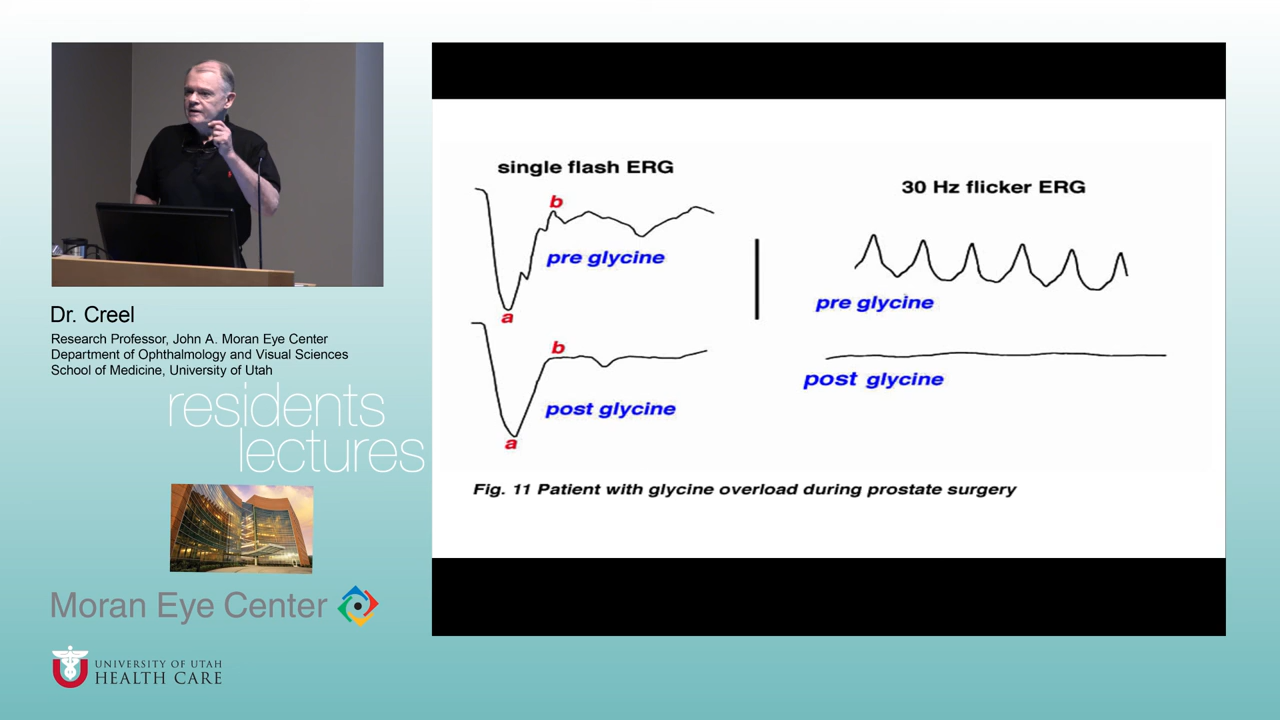 single flash ERG
b
pre glycine
a
b
post glycine
a
30 Hz flicker ERG
pre glycine
post glycine
Fig. 11 Patient with glycine overload during prostate surgery
Dr. Creel
Research Professor, John A. Moran Eye Center
Department of Ophthalmology and Visual Sciences
School of Medicine, University of Utah
residents
lectures
Moran Eye Center
U
UNIVERSITY OF UTAH
HEALTH CARE